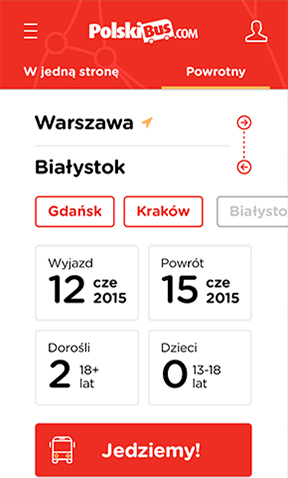 PolskiBus.com
W jedną stronę Powrotny
Warszawa
Białystok
Gdańsk Kraków Białysto
Wyjazd Powrót
12 cze 2015 15 cze 2015
Dorośli Dzieci
2 18+ lat 0 13-18 lat
Jedziemy!